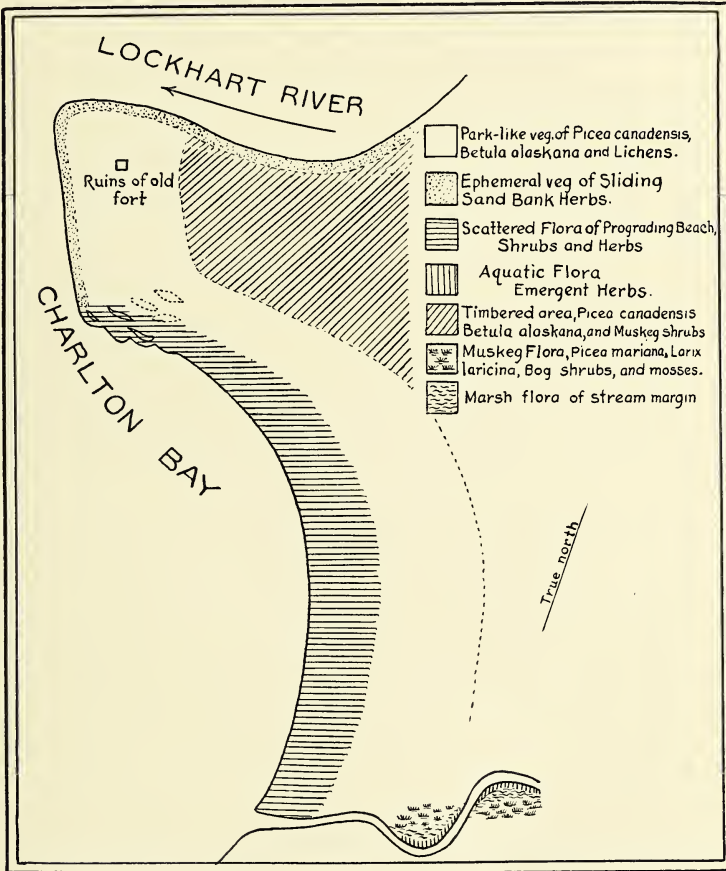 LOCKHART RIVER
Ruins of old
fort
CHARLTON BAY
Park-like veg. of Picea canadensis,
Betula alaskana and Lichens.
Ephemeral veg of Sliding
Sand Bank Herbs.
Scattered Flora of Prograding Beach,
Shrubs and Herbs
Aquatic Flora
Emergent Herbs.
Timbered area, Picea canadensis
Betula alaskana, and Muskeg shrubs
Muskeg Flora, Picea mariana, Larix
laricina, Bog shrubs, and mosses.
Marsh flora of stream margin
True north